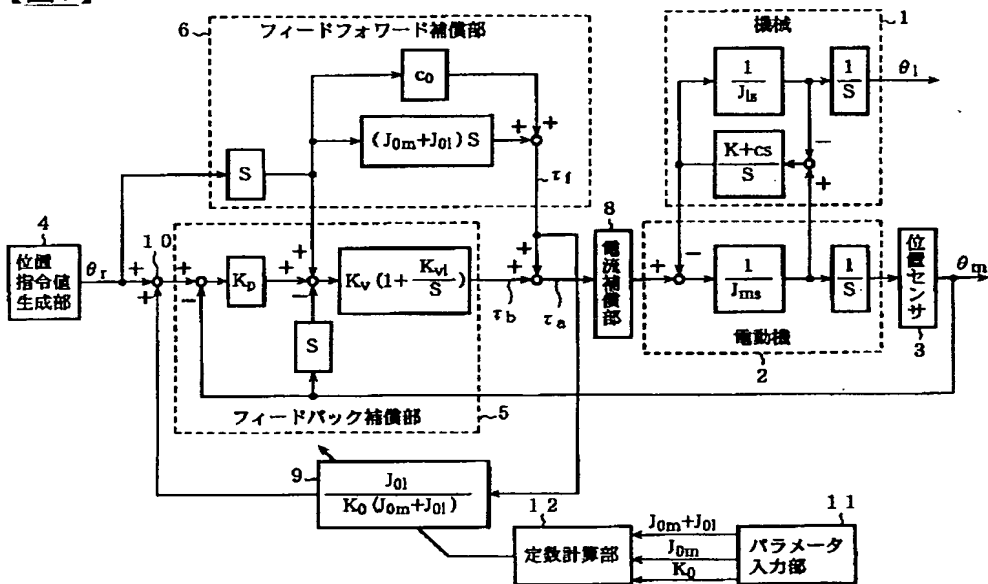 6
フィードフォワード補償部
c₀
(J₀ₘ+J₀ₗ) S
S
+
+
τf
機械
1
1
Jₗs
1
S
θₗ
K+cs
S
−
+
4
位置
指令値
生成部
θr
10
+
+
+
−
Kp
+
+
−
Kv (1+ Kvi
S )
τb
+
+
τa
S
フィードバック補償部
5
8
電流補償部
+
−
1
Jₘs
1
S
電動機
2
位置センサ
3
θm
9
J₀ₗ
K₀ (J₀ₘ+J₀ₗ)
12
定数計算部
J₀ₘ+J₀ₗ
J₀ₘ
K₀
11
パラメータ
入力部